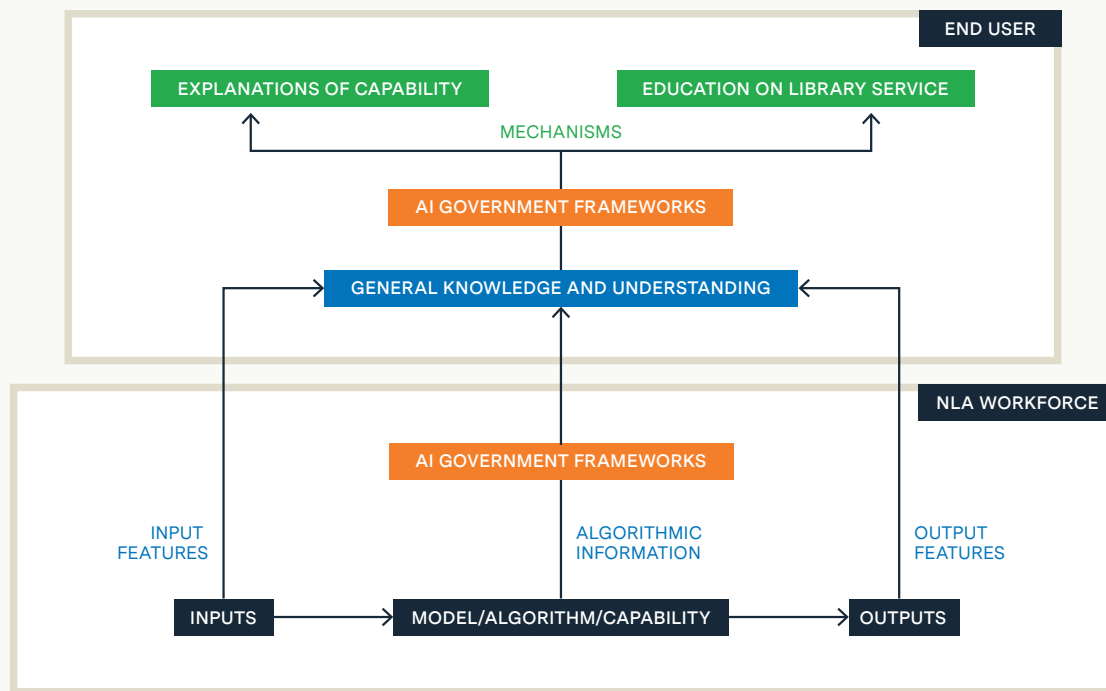 END USER
EXPLANATIONS OF CAPABILITY
EDUCATION ON LIBRARY SERVICE
MECHANISMS
AI GOVERNMENT FRAMEWORKS
GENERAL KNOWLEDGE AND UNDERSTANDING
NLA WORKFORCE
AI GOVERNMENT FRAMEWORKS
INPUT
FEATURES
ALGORITHMIC
INFORMATION
OUTPUT
FEATURES
INPUTS
MODEL/ALGORITHM/CAPABILITY
OUTPUTS